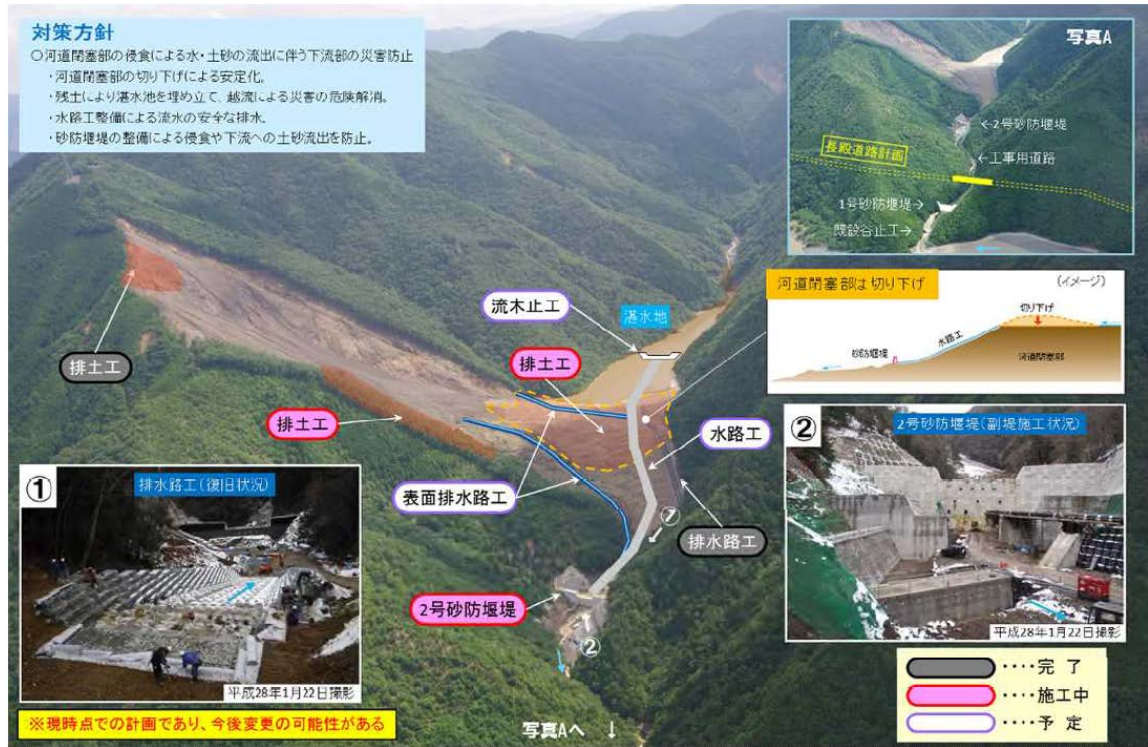 対策方針
○河道閉塞部の侵食による水・土砂の流出に伴う下流部の災害防止
・河道閉塞部の切り下げによる安定化。
・残土により湛水池を埋め立て、越流による災害の危険解消。
・水路工整備による流水の安全な排水。
・砂防堰堤の整備による侵食や下流への土砂流出を防止。
写真A
←2号砂防堰堤
長殿道路計画
←工事用道路
1号砂防堰堤→
既設谷止工→
河道閉塞部は切り下げ
(イメージ)
切り下げ
水路工
砂防堰堤
河道閉塞部
流木止工
湛水地
排土工
排土工
排土工
水路工
表面排水路工
排水路工
①
2号砂防堰堤
②
①
排水路工(復旧状況)
平成28年1月22日撮影
②
2号砂防堰堤(副堤施工状況)
平成28年1月22日撮影
※現時点での計画であり、今後変更の可能性がある
写真Aへ ↓
・・・・完 了
・・・・施工中
・・・・予 定